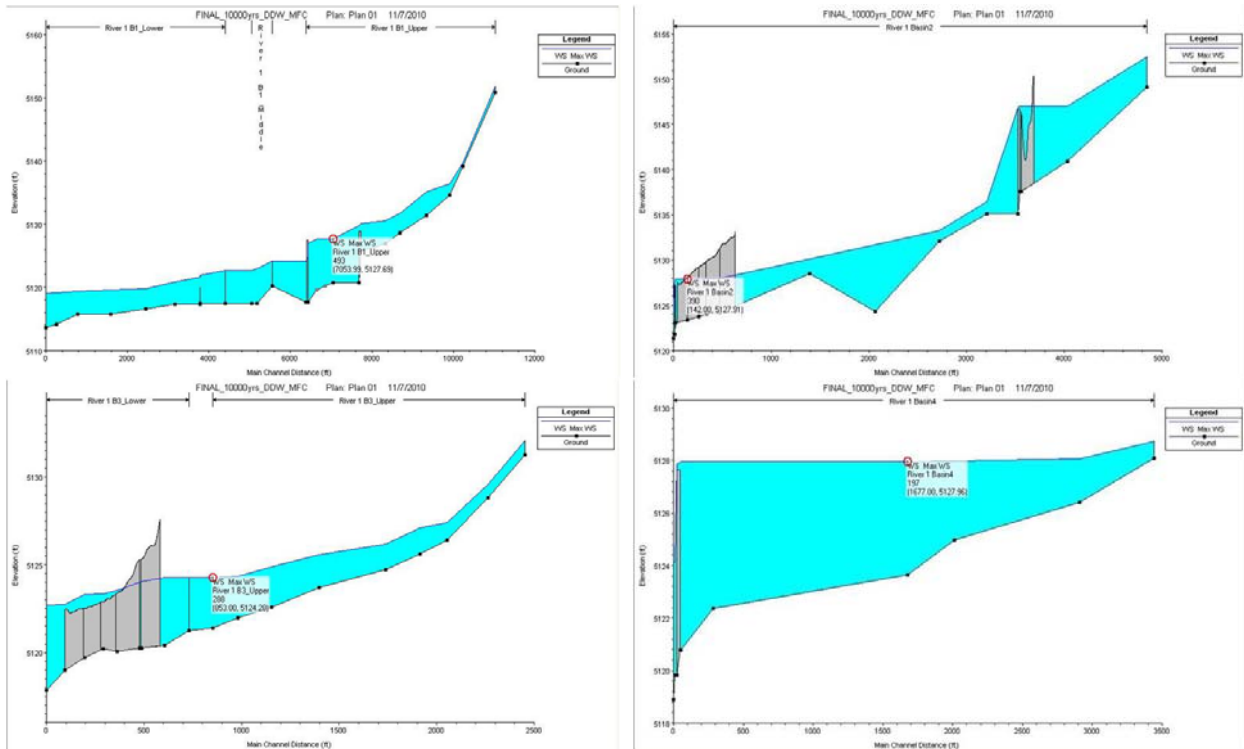 FINAL_10000yrs_DDW_MFC Plan: Plan 01 11/7/2010
River 1 B1_Lower
River 1 B1 Middle
River 1 B1_Upper
Legend
WS Max WS
Ground
5160
5150
5140
5130
5120
5110
Elevation (ft)
WS Max WS
River 1 B1_Upper
493
(7053.99, 5127.69)
0 2000 4000 6000 8000 10000 12000
Main Channel Distance (ft)
FINAL_10000yrs_DDW_MFC Plan: Plan 01 11/7/2010
River 1 Basin2
Legend
WS Max WS
Ground
5155
5150
5145
5140
5135
5130
5125
5120
Elevation (ft)
WS Max WS
River 1 Basin2
390
(142.00, 5127.91)
0 1000 2000 3000 4000 5000
Main Channel Distance (ft)
FINAL_10000yrs_DDW_MFC Plan: Plan 01 11/7/2010
River 1 B3_Lower
River 1 B3_Upper
Legend
WS Max WS
Ground
5130
5125
5120
Elevation (ft)
WS Max WS
River 1 B3_Upper
288
(853.00, 5124.28)
0 500 1000 1500 2000 2500
Main Channel Distance (ft)
FINAL_10000yrs_DDW_MFC Plan: Plan 01 11/7/2010
River 1 Basin4
Legend
WS Max WS
Ground
5130
5128
5126
5124
5122
5120
5118
Elevation (ft)
WS Max WS
River 1 Basin4
197
(1677.00, 5127.96)
0 500 1000 1500 2000 2500 3000 3500
Main Channel Distance (ft)